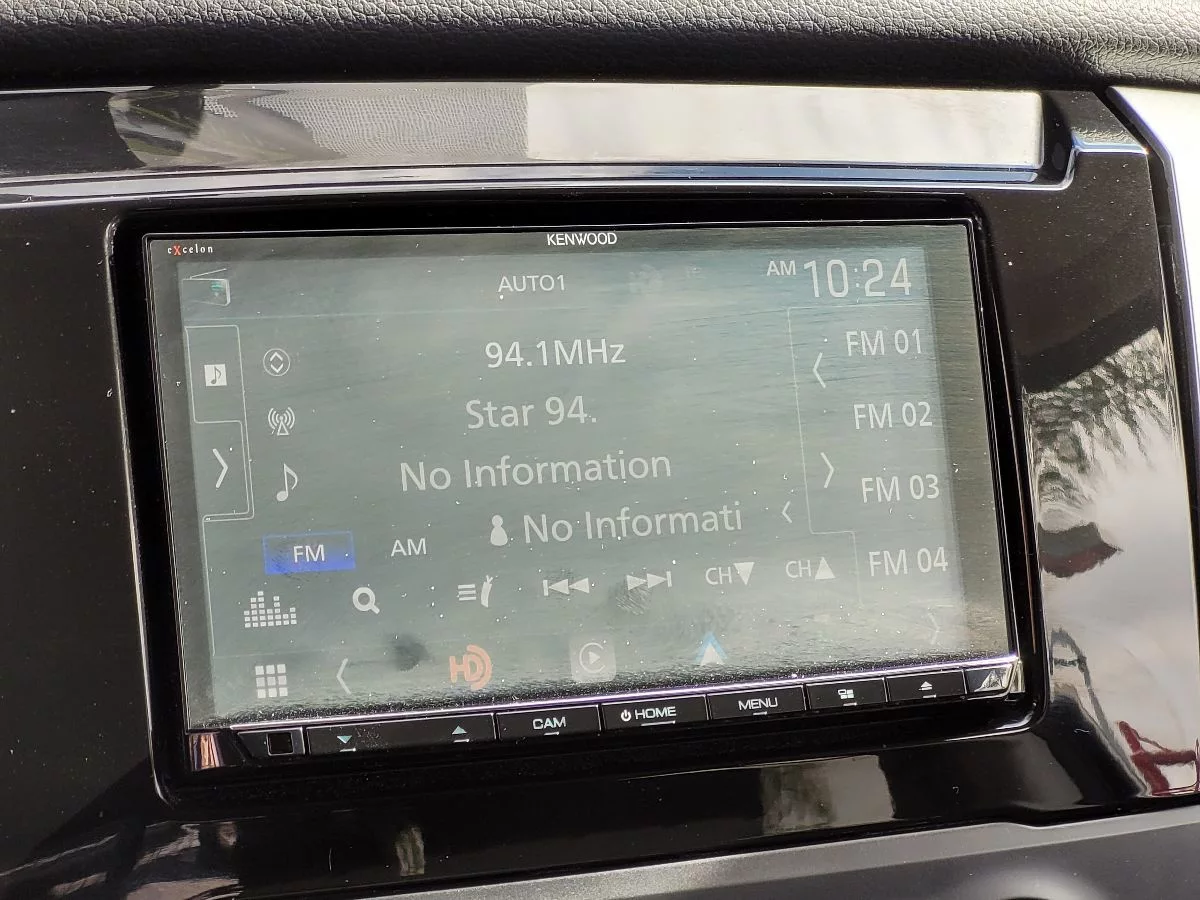 eXcelon
KENWOOD
AUTO1
AM 10:24
94.1MHz
Star 94.
No Information
No Informati
FM 01
FM 02
FM 03
FM 04
FM
AM
CH
CH
HD
CAM
HOME
MENU